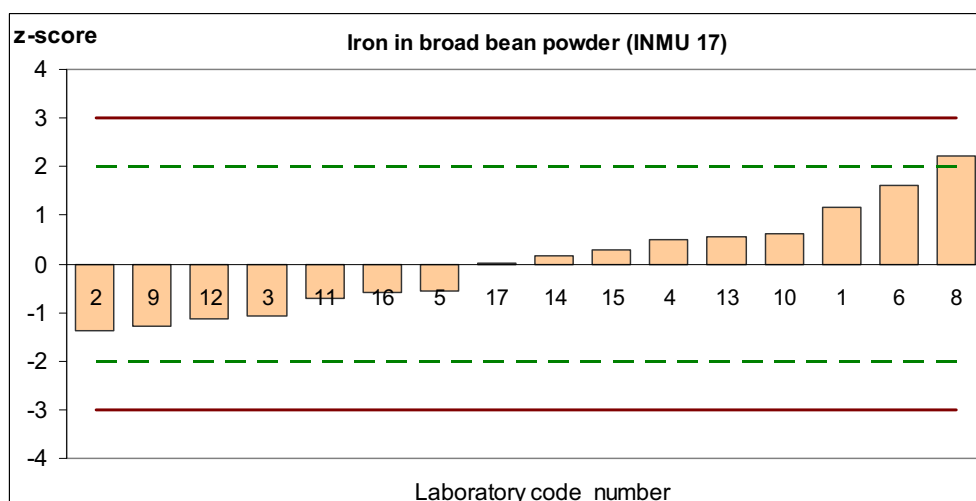 z-score
Iron in broad bean powder (INMU 17)
4
3
2
1
0
-1
-2
-3
-4
2 9 12 3 11 16 5 17 14 15 4 13 10 1 6 8
Laboratory code number